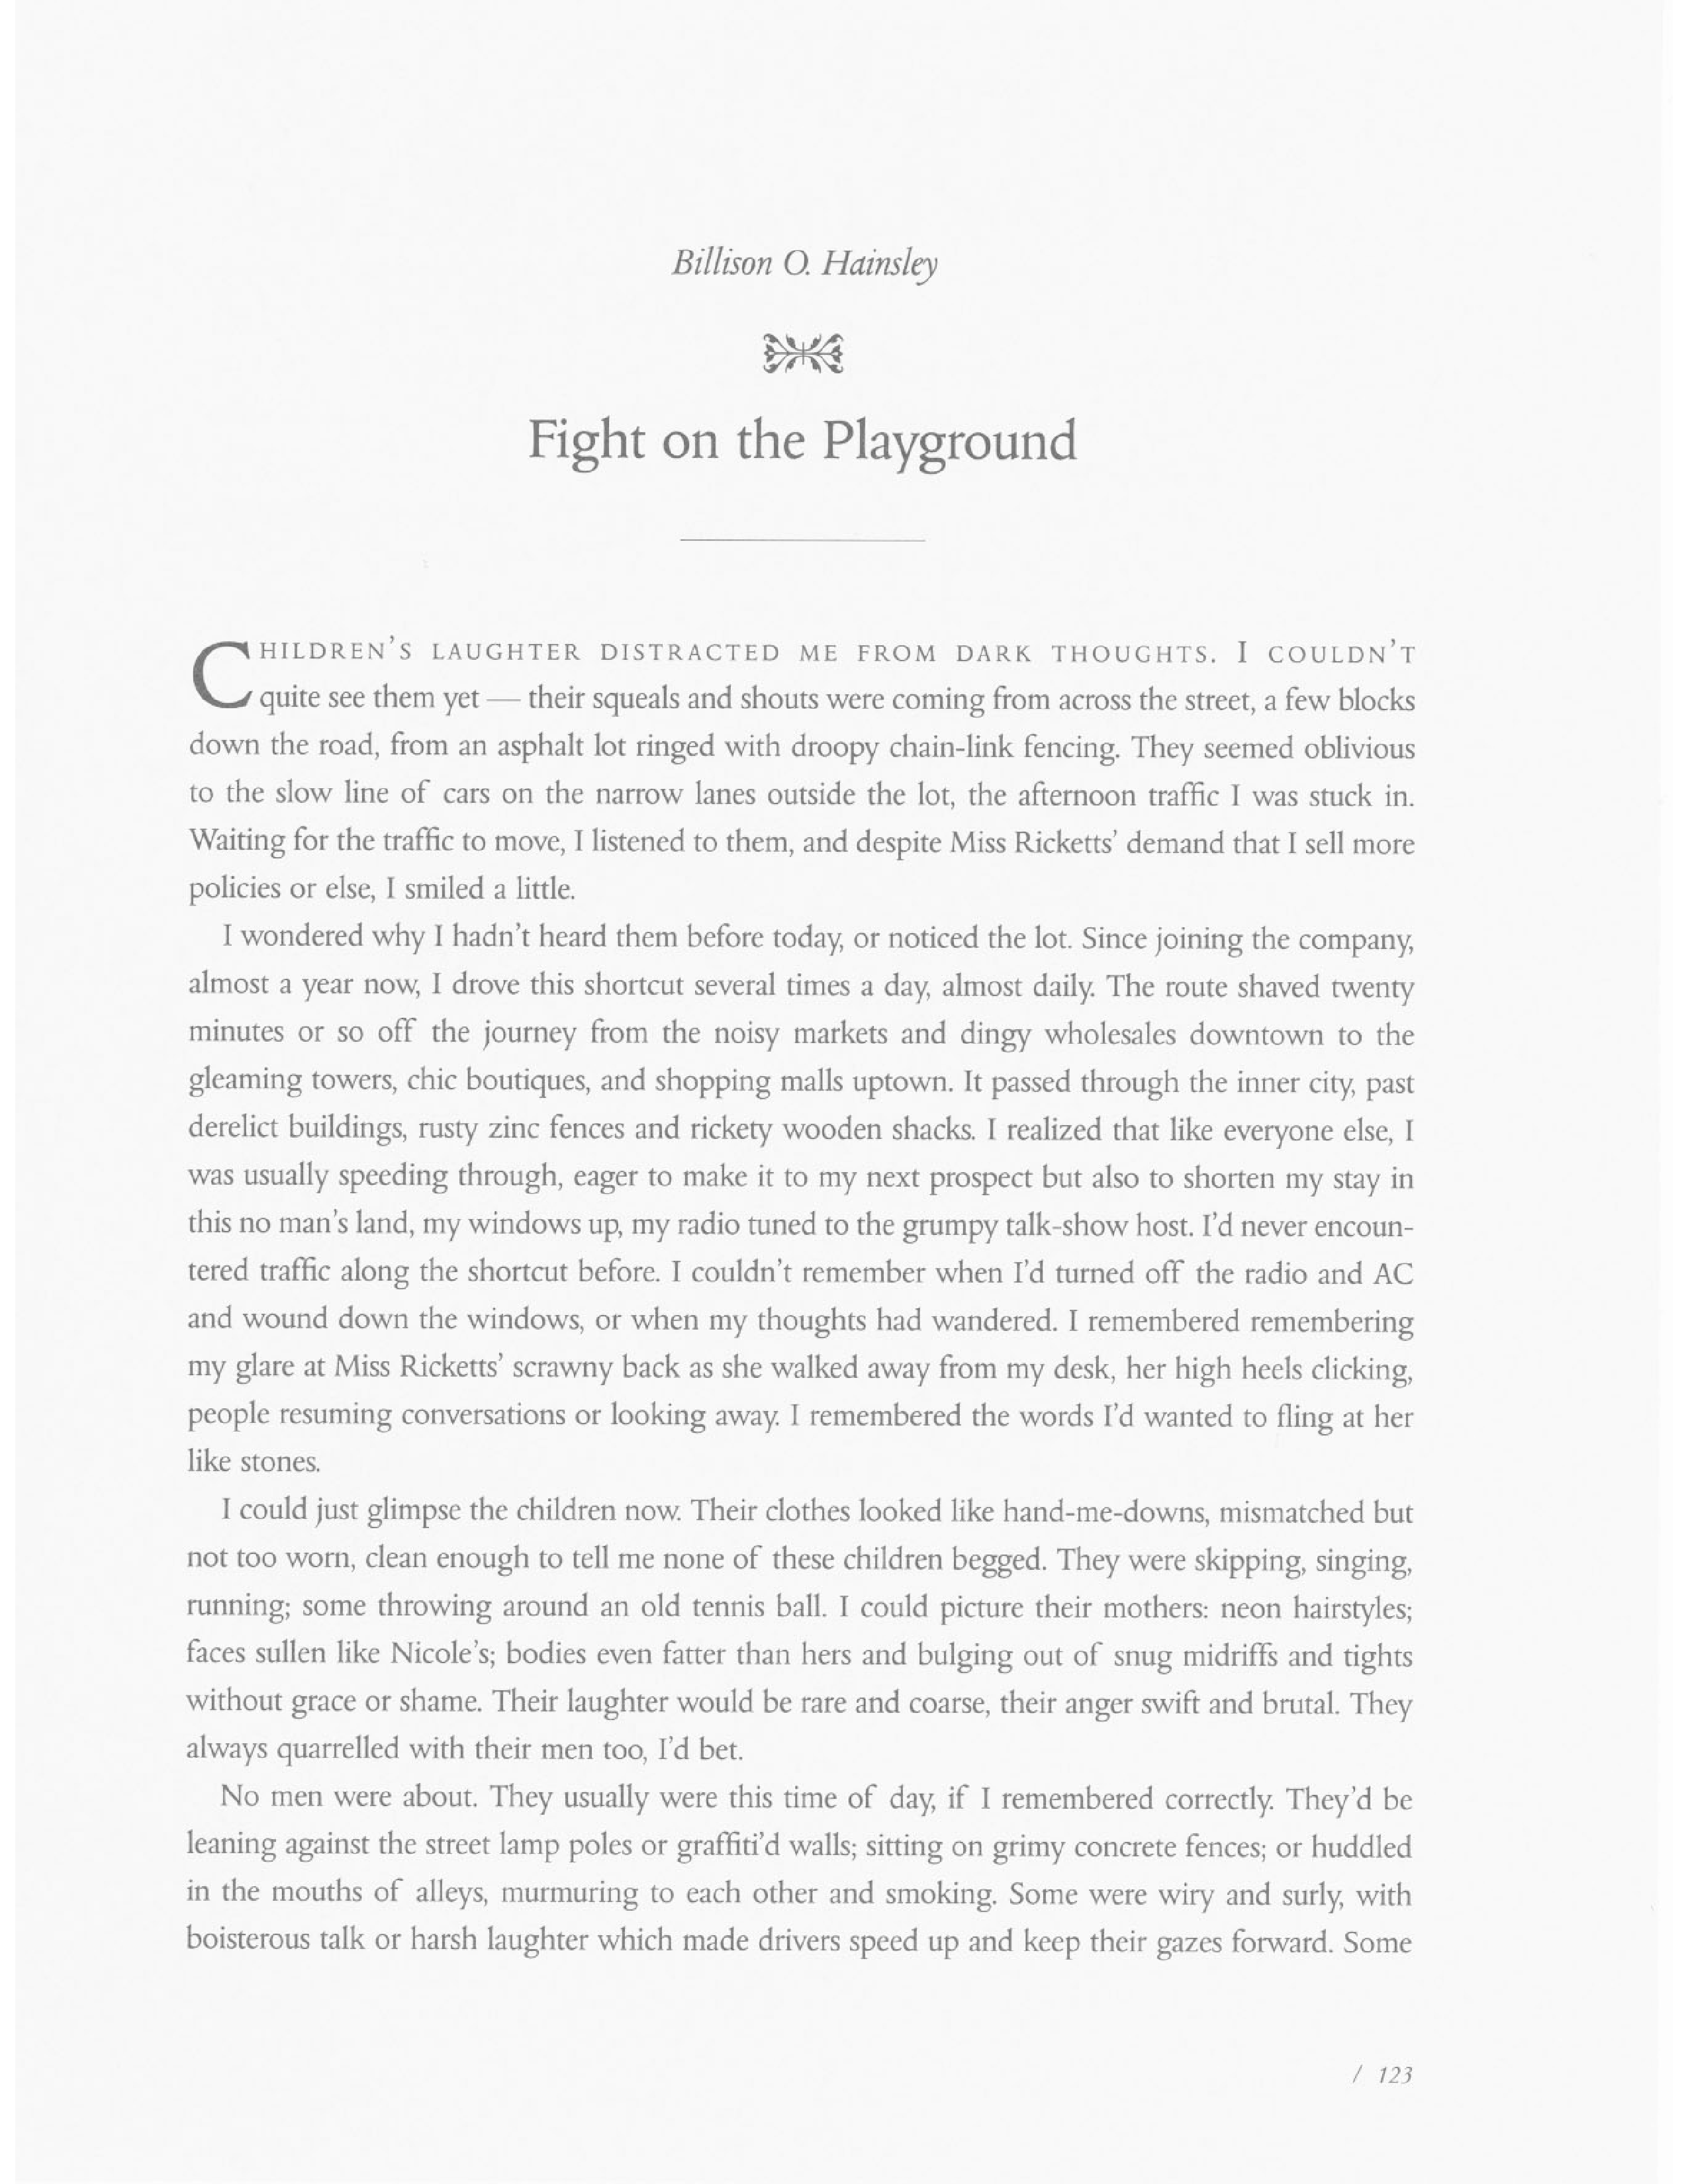 Billison O. Hainsley
Fight on the Playground
CHILDREN'S LAUGHTER DISTRACTED ME FROM DARK THOUGHTS. I COULDN'T
quite see them yet — their squeals and shouts were coming from across the street, a few blocks
down the road, from an asphalt lot ringed with droopy chain-link fencing. They seemed oblivious
to the slow line of cars on the narrow lanes outside the lot, the afternoon traffic I was stuck in.
Waiting for the traffic to move, I listened to them, and despite Miss Ricketts' demand that I sell more
policies or else, I smiled a little.
I wondered why I hadn't heard them before today, or noticed the lot. Since joining the company,
almost a year now, I drove this shortcut several times a day, almost daily. The route shaved twenty
minutes or so off the journey from the noisy markets and dingy wholesales downtown to the
gleaming towers, chic boutiques, and shopping malls uptown. It passed through the inner city, past
derelict buildings, rusty zinc fences and rickety wooden shacks. I realized that like everyone else, I
was usually speeding through, eager to make it to my next prospect but also to shorten my stay in
this no man's land, my windows up, my radio tuned to the grumpy talk-show host. I'd never encoun-
tered traffic along the shortcut before. I couldn't remember when I'd turned off the radio and AC
and wound down the windows, or when my thoughts had wandered. I remembered remembering
my glare at Miss Ricketts' scrawny back as she walked away from my desk, her high heels clicking,
people resuming conversations or looking away. I remembered the words I'd wanted to fling at her
like stones.
I could just glimpse the children now. Their clothes looked like hand-me-downs, mismatched but
not too worn, clean enough to tell me none of these children begged. They were skipping, singing,
running; some throwing around an old tennis ball. I could picture their mothers: neon hairstyles;
faces sullen like Nicole's; bodies even fatter than hers and bulging out of snug midriffs and tights
without grace or shame. Their laughter would be rare and coarse, their anger swift and brutal. They
always quarrelled with their men too, I'd bet.
No men were about. They usually were this time of day, if I remembered correctly. They'd be
leaning against the street lamp poles or graffiti'd walls; sitting on grimy concrete fences; or huddled
in the mouths of alleys, murmuring to each other and smoking. Some were wiry and surly, with
boisterous talk or harsh laughter which made drivers speed up and keep their gazes forward. Some
/ 123